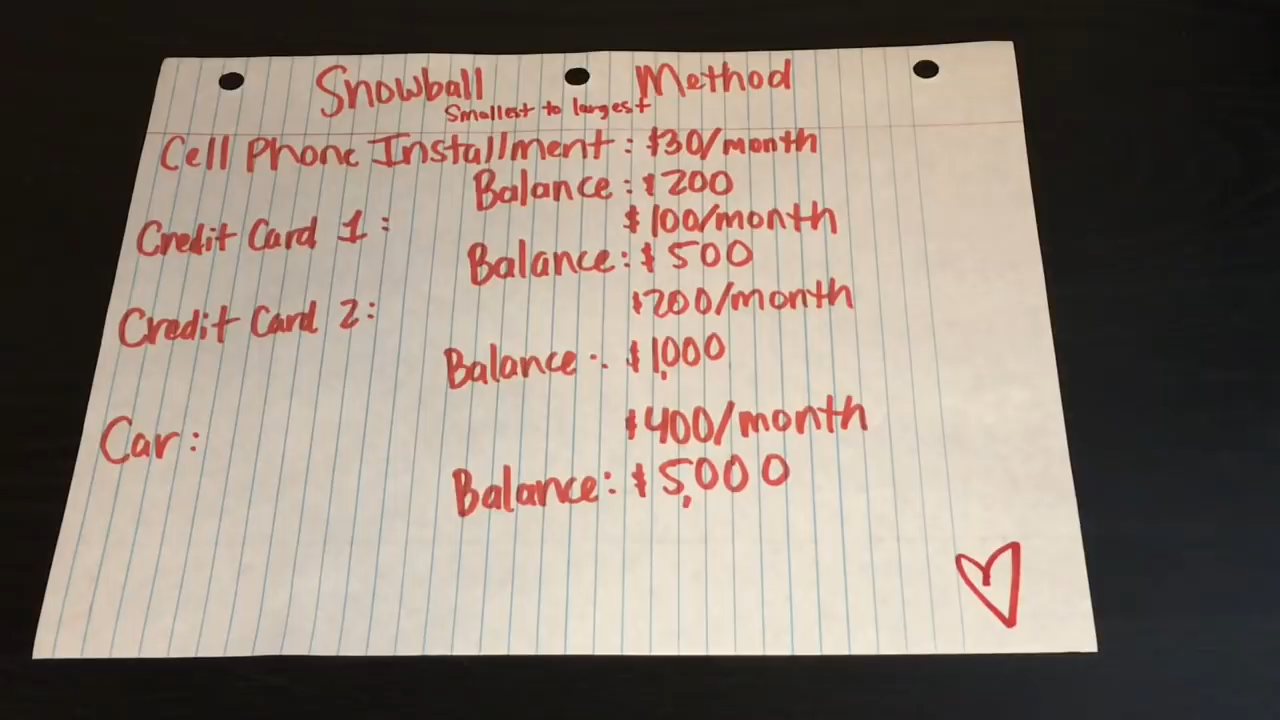 Snowball Method
Smallest to largest
Cell Phone Installment: $30/month
Balance: $200
Credit Card 1: $100/month
Balance: $500
Credit Card 2: $200/month
Balance: $1,000
Car: $400/month
Balance: $5,000